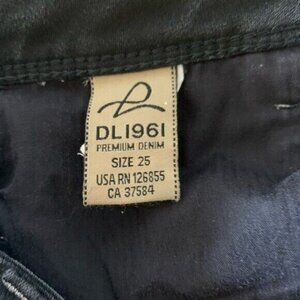 DL1961
PREMIUM DENIM
SIZE 25
USA RN 126855
CA 37584